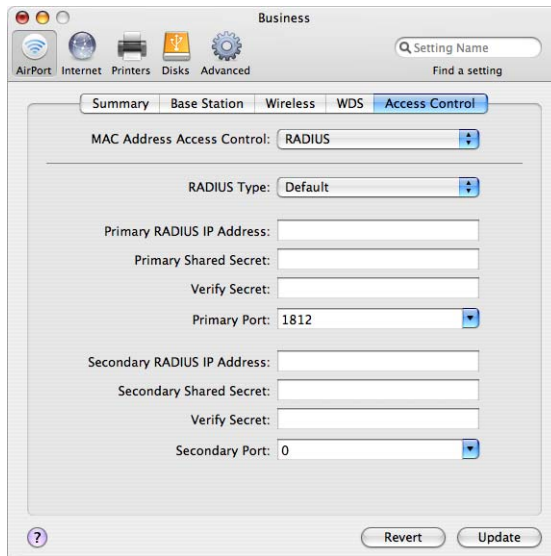 Business
Setting Name
AirPort Internet Printers Disks Advanced Find a setting
Summary Base Station Wireless WDS Access Control
MAC Address Access Control: RADIUS
RADIUS Type: Default
Primary RADIUS IP Address:
Primary Shared Secret:
Verify Secret:
Primary Port: 1812
Secondary RADIUS IP Address:
Secondary Shared Secret:
Verify Secret:
Secondary Port: 0
? Revert Update